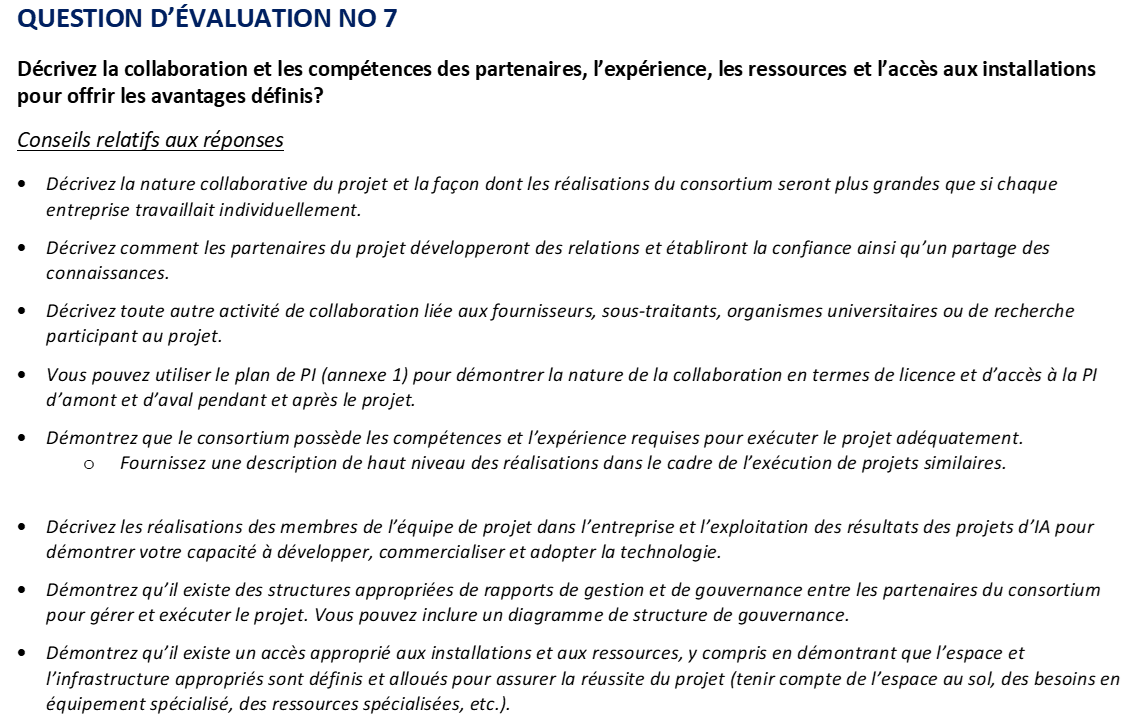 QUESTION D’ÉVALUATION NO 7
Décrivez la collaboration et les compétences des partenaires, l’expérience, les ressources et l’accès aux installations
pour offrir les avantages définis?
Conseils relatifs aux réponses
• Décrivez la nature collaborative du projet et la façon dont les réalisations du consortium seront plus grandes que si chaque
entreprise travaillait individuellement.
• Décrivez comment les partenaires du projet développeront des relations et établiront la confiance ainsi qu’un partage des
connaissances.
• Décrivez toute autre activité de collaboration liée aux fournisseurs, sous-traitants, organismes universitaires ou de recherche
participant au projet.
• Vous pouvez utiliser le plan de PI (annexe 1) pour démontrer la nature de la collaboration en termes de licence et d’accès à la PI
d’amont et d’aval pendant et après le projet.
• Démontrez que le consortium possède les compétences et l’expérience requises pour exécuter le projet adéquatement.
o Fournissez une description de haut niveau des réalisations dans le cadre de l’exécution de projets similaires.
• Décrivez les réalisations des membres de l’équipe de projet dans l’entreprise et l’exploitation des résultats des projets d’IA pour
démontrer votre capacité à développer, commercialiser et adopter la technologie.
• Démontrez qu’il existe des structures appropriées de rapports de gestion et de gouvernance entre les partenaires du consortium
pour gérer et exécuter le projet. Vous pouvez inclure un diagramme de structure de gouvernance.
• Démontrez qu’il existe un accès approprié aux installations et aux ressources, y compris en démontrant que l’espace et
l’infrastructure appropriés sont définis et alloués pour assurer la réussite du projet (tenir compte de l’espace au sol, des besoins en
équipement spécialisé, des ressources spécialisées, etc.).